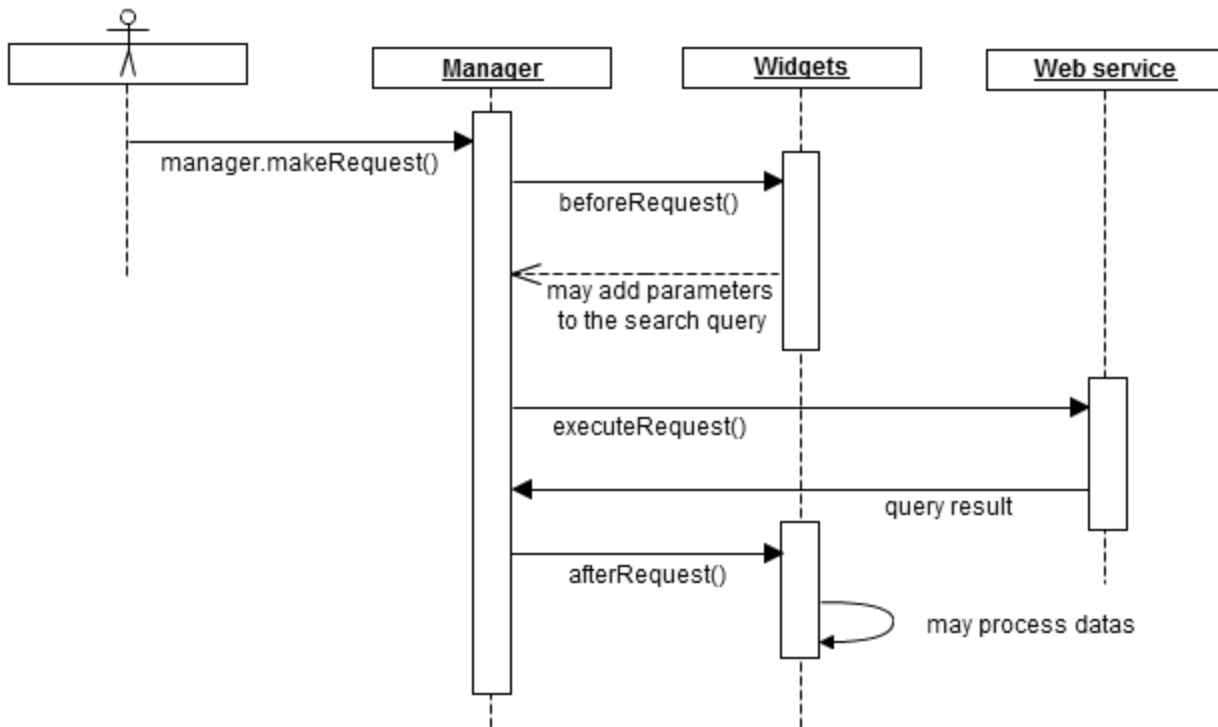 Manager
Widgets
Web service
manager.makeRequest()
beforeRequest()
may add parameters
to the search query
executeRequest()
query result
afterRequest()
may process datas